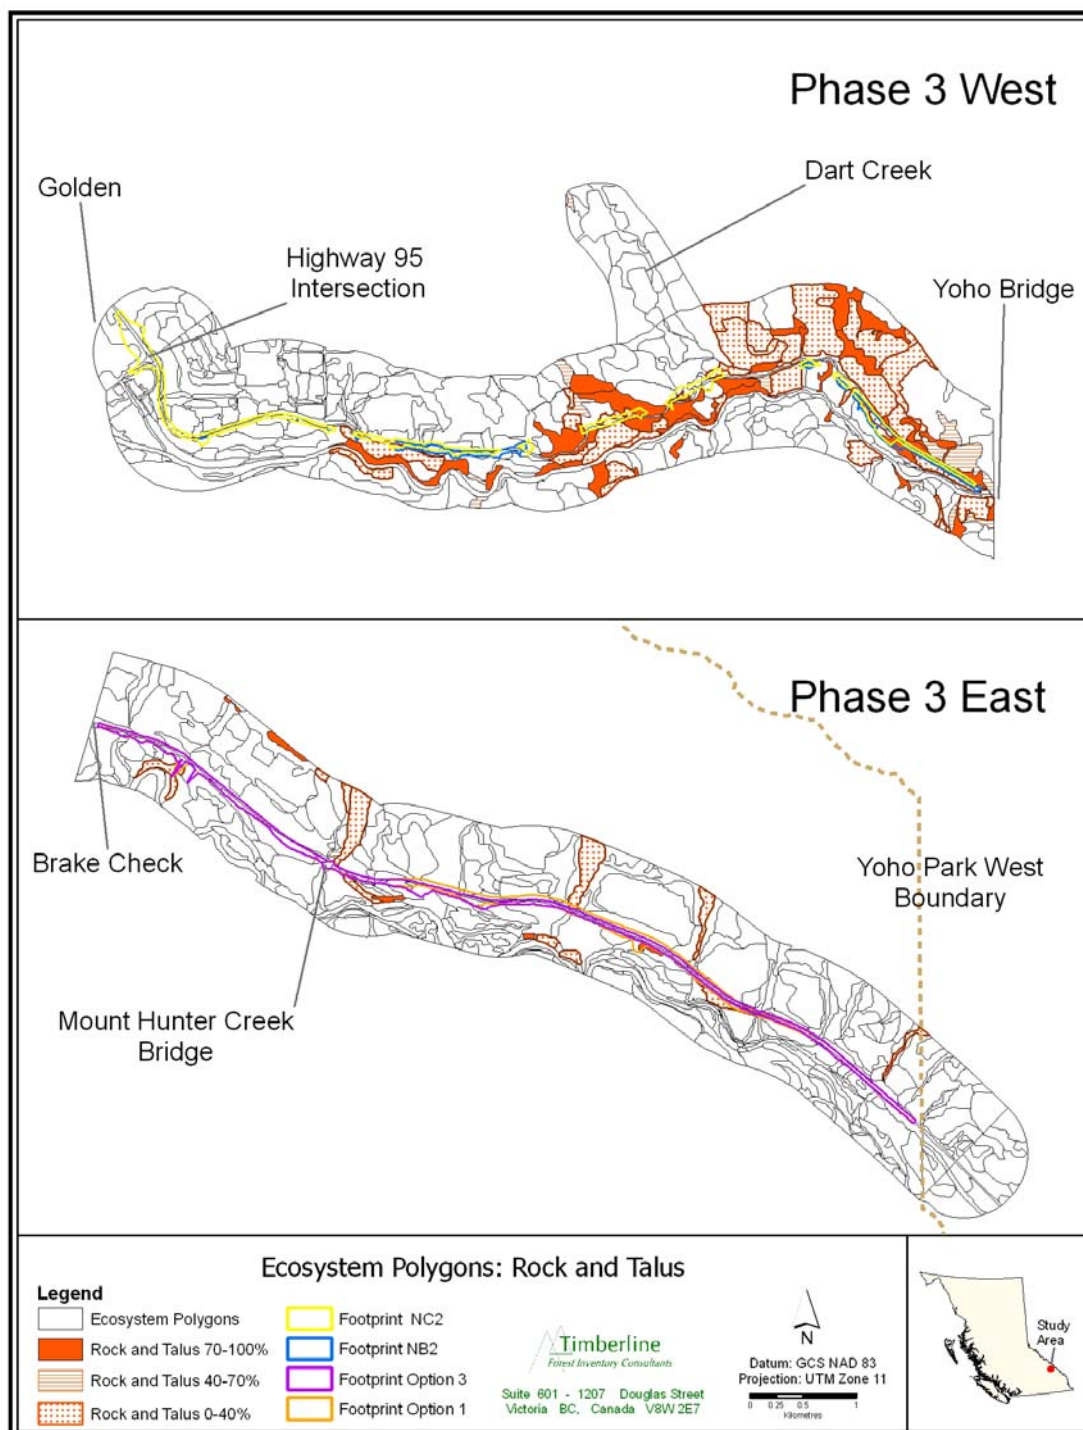 Phase 3 West
Golden
Dart Creek
Highway 95
Intersection
Yoho Bridge
Phase 3 East
Brake Check
Yoho Park West
Boundary
Mount Hunter Creek
Bridge
Ecosystem Polygons: Rock and Talus
Legend
Ecosystem Polygons
Rock and Talus 70-100%
Rock and Talus 40-70%
Rock and Talus 0-40%
Footprint NC2
Footprint NB2
Footprint Option 3
Footprint Option 1
Timberline
Forest Inventory Consultants
Suite 601 - 1207 Douglas Street
Victoria BC, Canada V8W 2E7
N
Datum: GCS NAD 83
Projection: UTM Zone 11
0 0.25 0.5 1
Kilometres
Study
Area